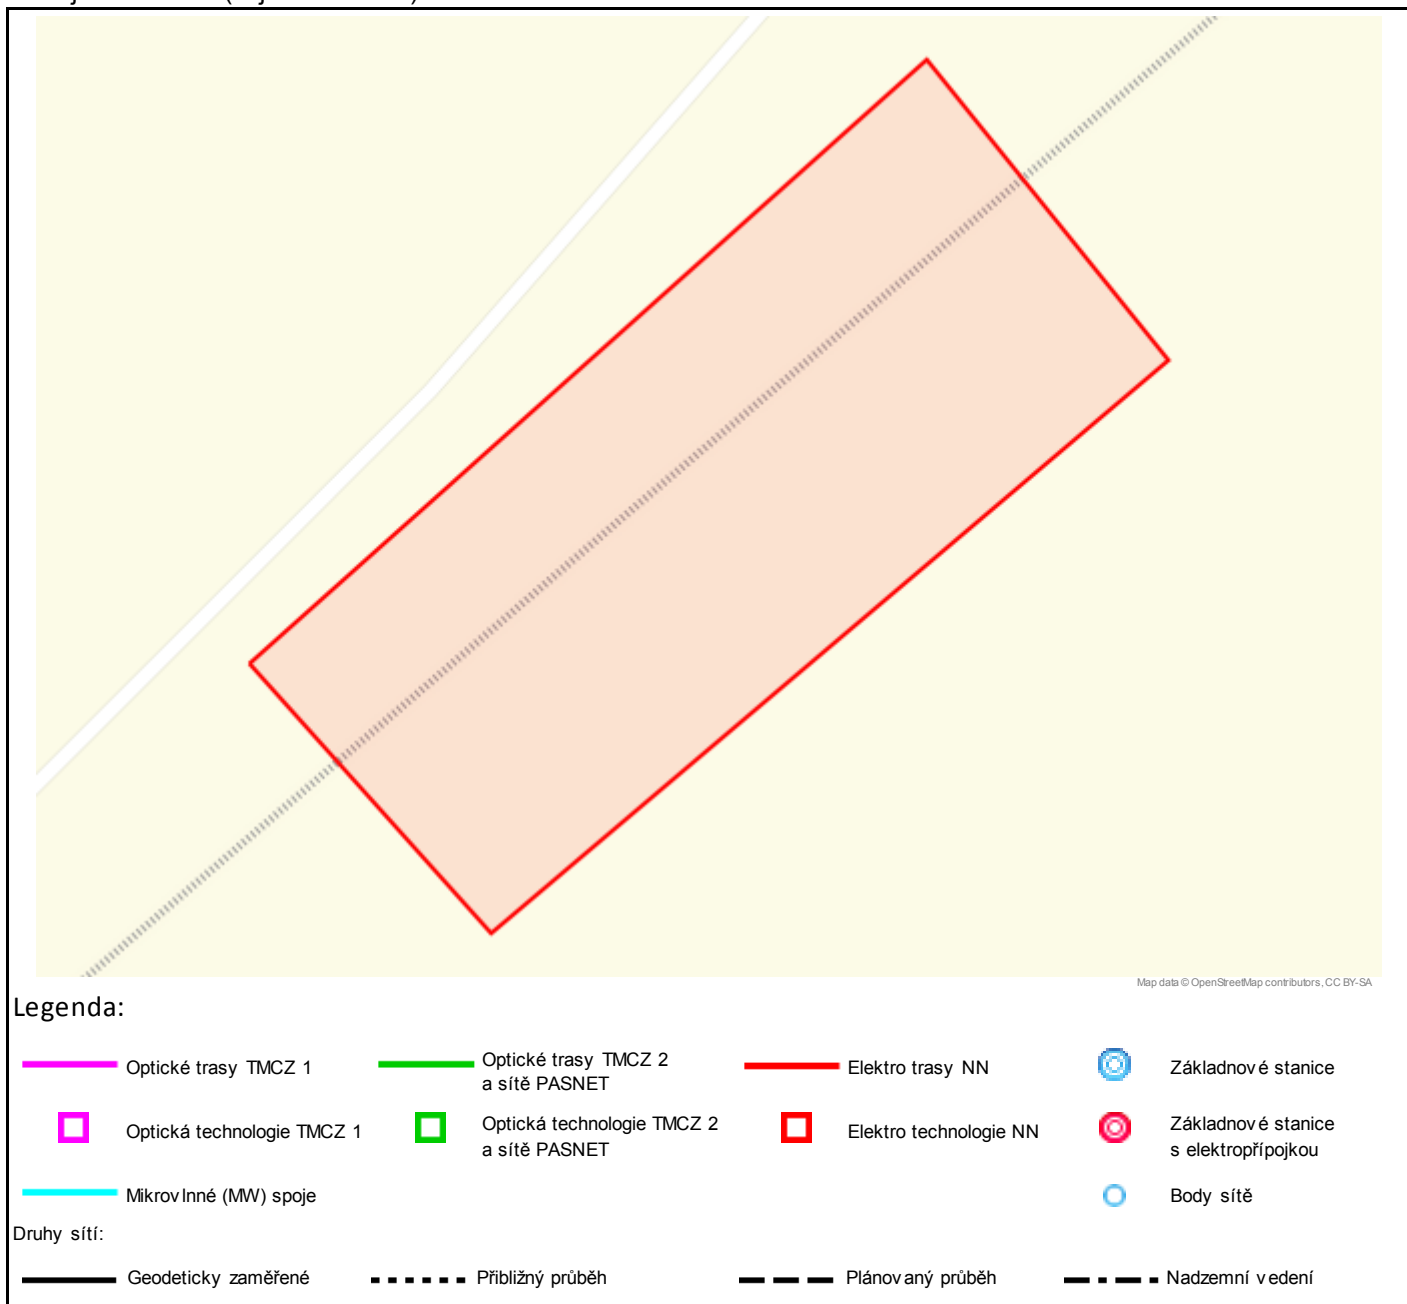 Map data © OpenStreetMap contributors, CC BY-SA
Legenda:
Optické trasy TMCZ 1
Optické trasy TMCZ 2
a sítě PASNET
Elektro trasy NN
Základnové stanice
Optická technologie TMCZ 1
Optická technologie TMCZ 2
a sítě PASNET
Elektro technologie NN
Základnové stanice
s elektropřípojkou
Mikrovlnné (MW) spoje
Body sítě
Druhy sítí:
Geodeticky zaměřené
Přibližný průběh
Plánovaný průběh
Nadzemní vedení